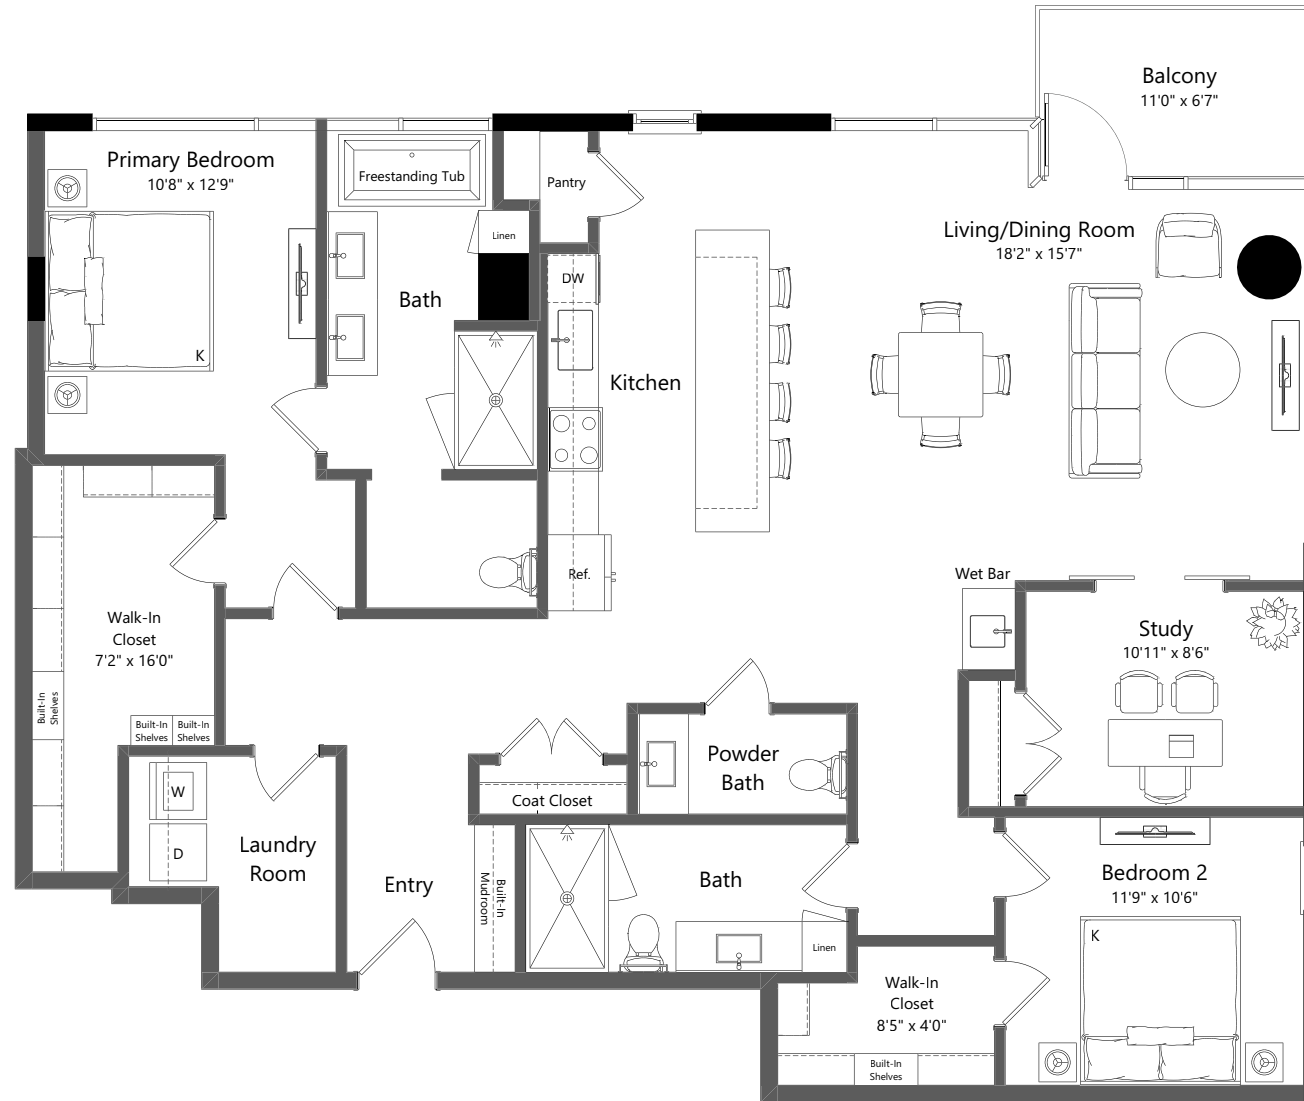 Balcony
11'0" x 6'7"
Primary Bedroom
10'8" x 12'9"
Freestanding Tub
Pantry
Linen
Living/Dining Room
18'2" x 15'7"
DW
Bath
K
Kitchen
Ref.
Wet Bar
Walk-In
Closet
7'2" x 16'0"
Study
10'11" x 8'6"
Built-In
Shelves
Built-In
Shelves
Built-In
Shelves
Powder
Bath
W
Coat Closet
D
Laundry
Room
Entry
Built-In
Mudroom
Bath
Bedroom 2
11'9" x 10'6"
K
Linen
Walk-In
Closet
8'5" x 4'0"
Built-In
Shelves